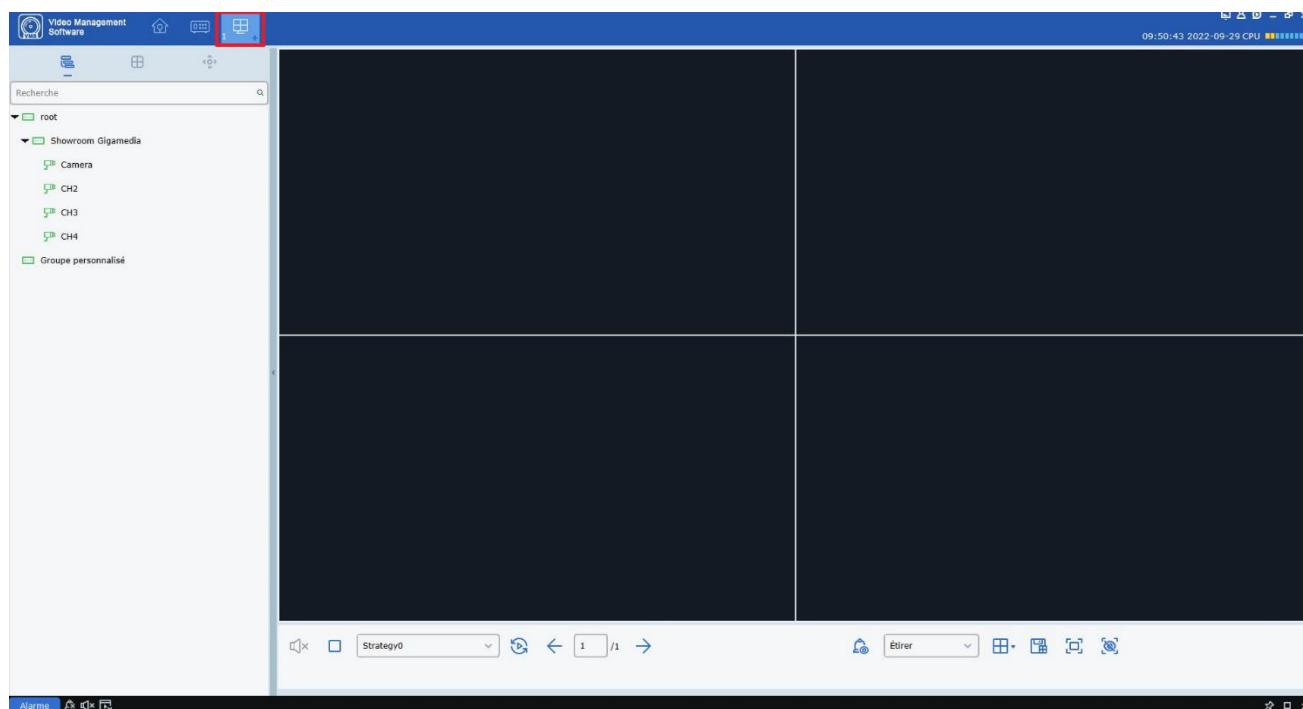 Video Management
Software
1
09:50:43 2022-09-29 CPU
Recherche
root
Showroom Gigamedia
Camera
CH2
CH3
CH4
Groupe personnalisé
Strategy0
1 /1
Étirer
Alarme